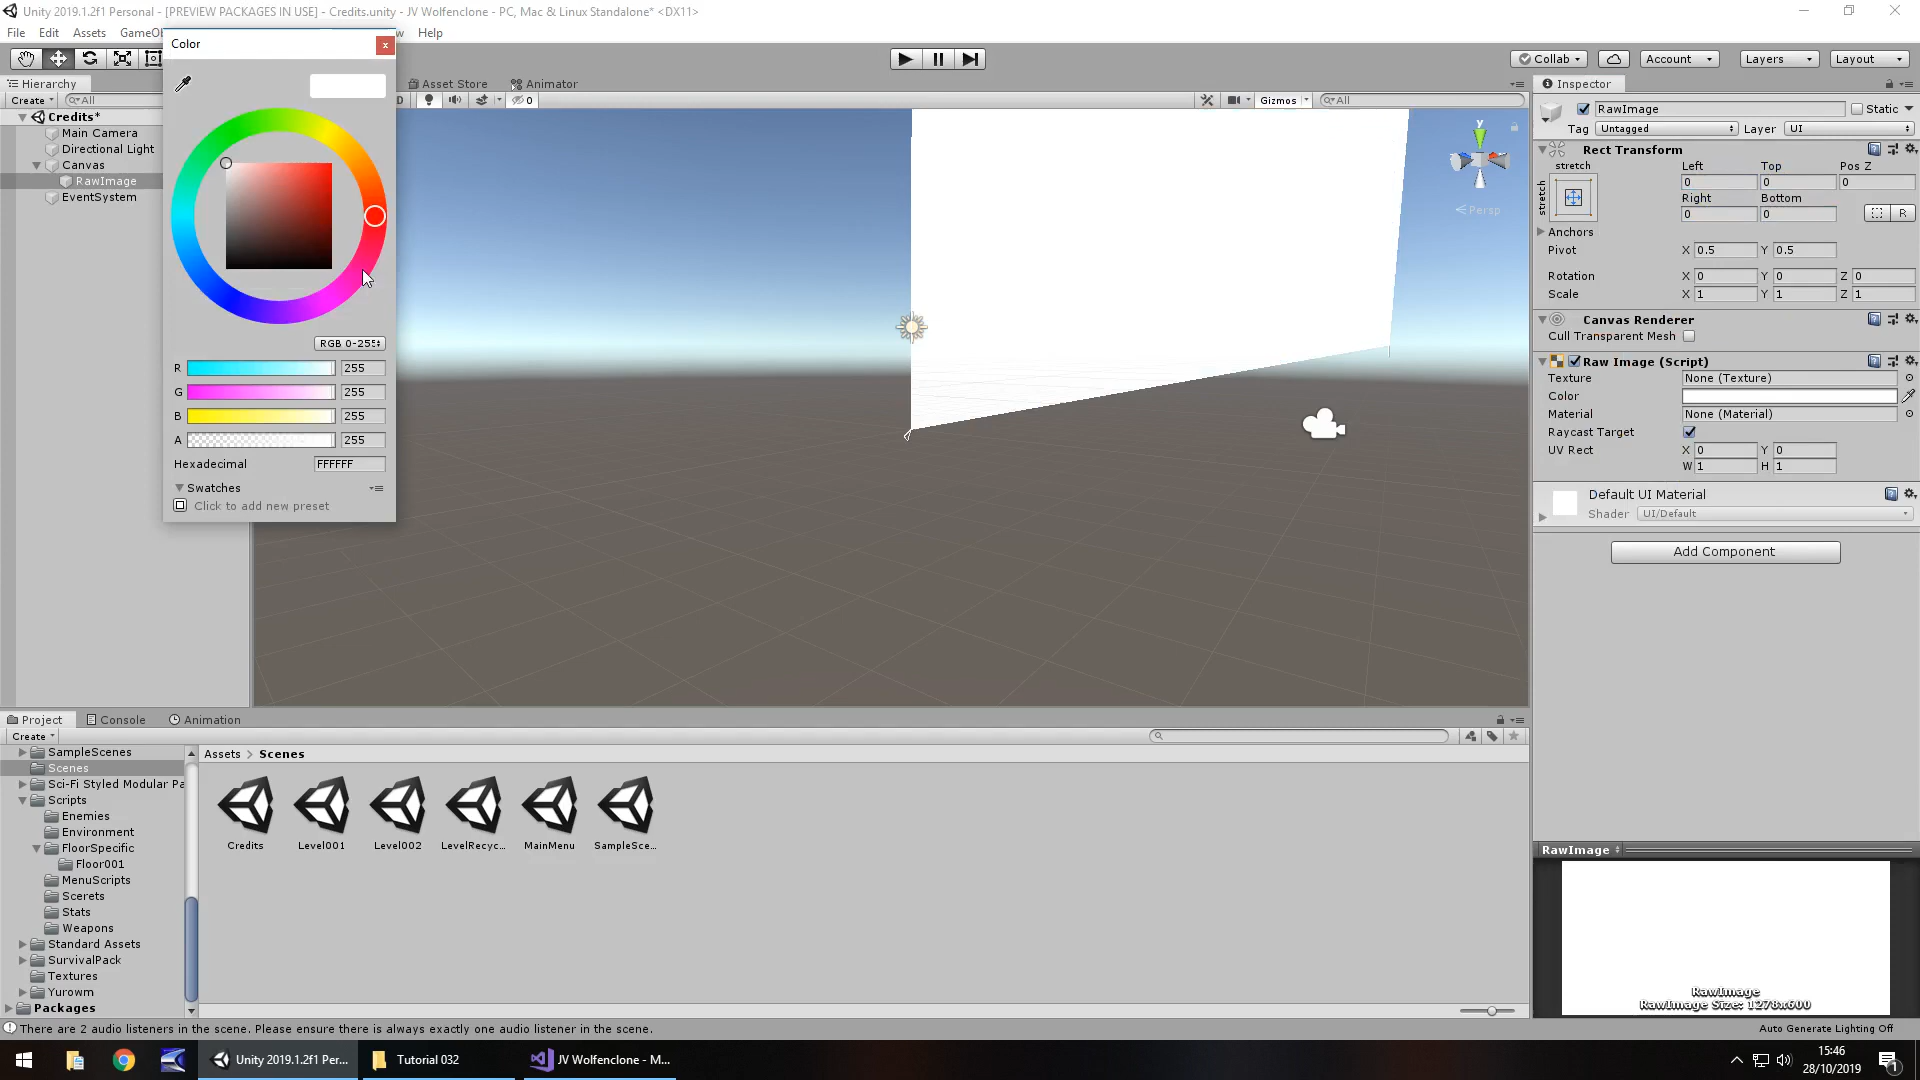 Unity 2019.1.2f1 Personal - [PREVIEW PACKAGES IN USE] - Credits.unity - JV Wolfenclone - PC, Mac & Linux Standalone* <DX11>
File Edit Assets GameOb w Help
Color x
Collab Account Layers Layout
Hierarchy Asset Store Animator Inspector
Create All D 0 Gizmos All
RawImage Static
Tag Untagged Layer UI
Credits*
Main Camera
Directional Light
Canvas
RawImage
EventSystem
RGB 0-255
R 255
G 255
B 255
A 255
Hexadecimal FFFFFF
Swatches
Click to add new preset
y
Persp
Rect Transform
stretch Left Top Pos Z
stretch 0 0 0
Right Bottom
0 0 R
Anchors
Pivot X 0.5 Y 0.5
Rotation X 0 Y 0 Z 0
Scale X 1 Y 1 Z 1
Canvas Renderer
Cull Transparent Mesh
Raw Image (Script)
Texture None (Texture)
Color
Material None (Material)
Raycast Target
UV Rect X 0 Y 0
W 1 H 1
Default UI Material
Shader UI/Default
Add Component
Project Console Animation
Create
SampleScenes
Scenes
Sci-Fi Styled Modular Pa
Scripts
Enemies
Environment
FloorSpecific
Floor001
MenuScripts
Scerets
Stats
Weapons
Standard Assets
SurvivalPack
Textures
Yurowm
Packages
Assets > Scenes
Credits Level001 Level002 LevelRecyc... MainMenu SampleSce...
RawImage
RawImage
RawImage Size: 1278x600
There are 2 audio listeners in the scene. Please ensure there is always exactly one audio listener in the scene.
Auto Generate Lighting Off
Unity 2019.1.2f1 Per... Tutorial 032 JV Wolfenclone - M...
15:46
28/10/2019
1